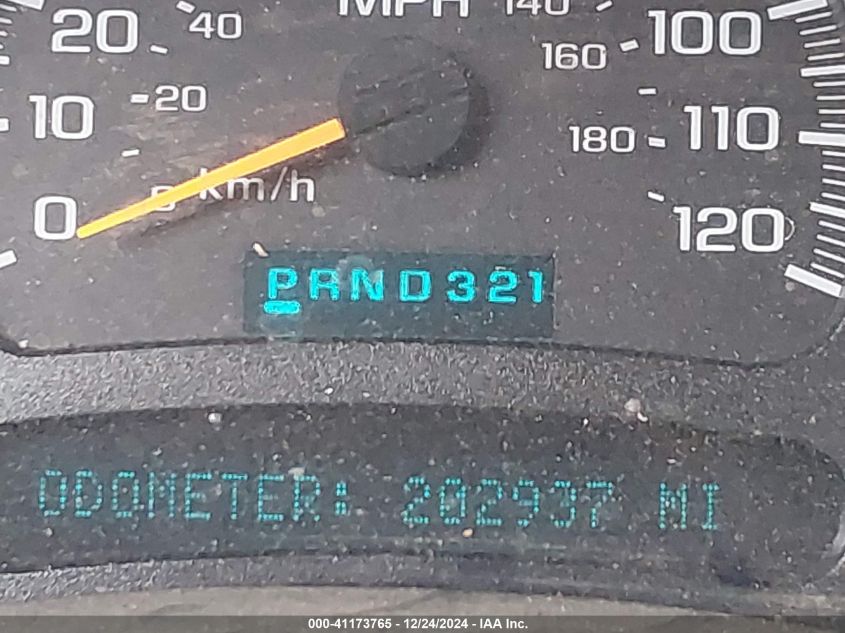 MPH 140
20 40 160 100
10 20 180 110
0 0 km/h 120
PRND321
ODOMETER: 202937 MI
000-41173765 - 12/24/2024 - IAA Inc.